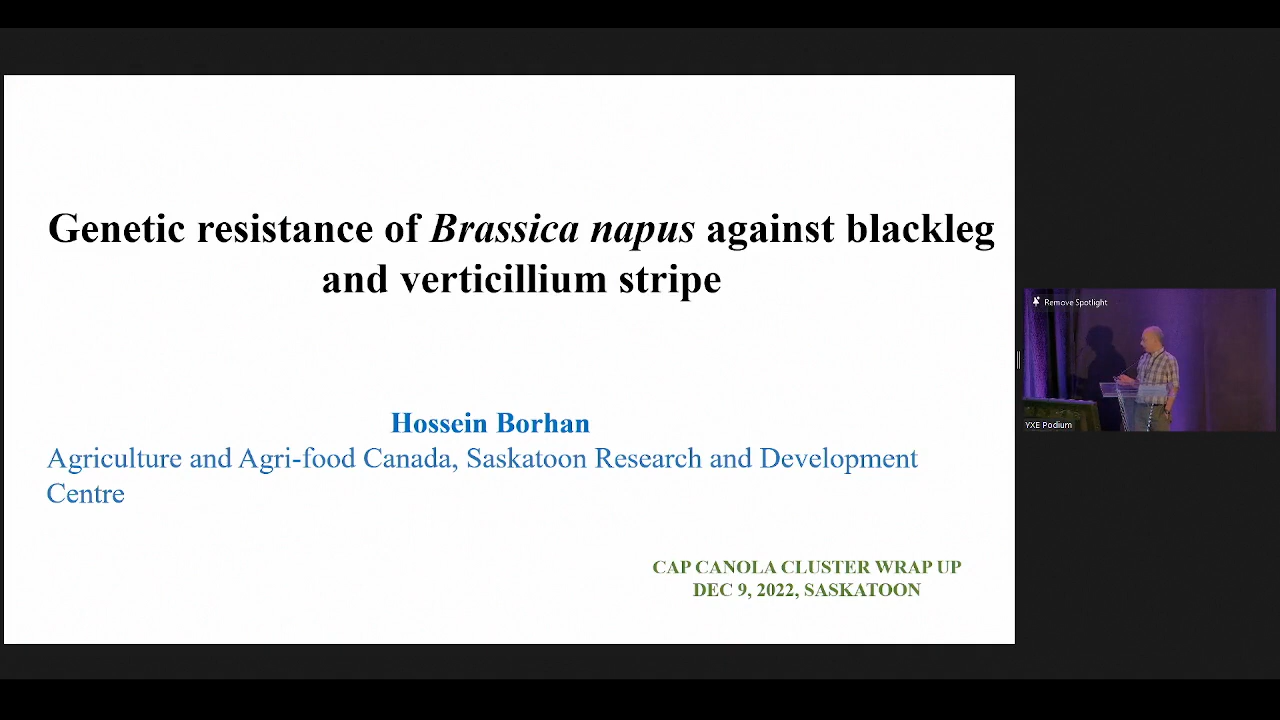 Genetic resistance of Brassica napus against blackleg
and verticillium stripe
Hossein Borhan
Agriculture and Agri-food Canada, Saskatoon Research and Development
Centre
CAP CANOLA CLUSTER WRAP UP
DEC 9, 2022, SASKATOON
Remove Spotlight
YXE Podium